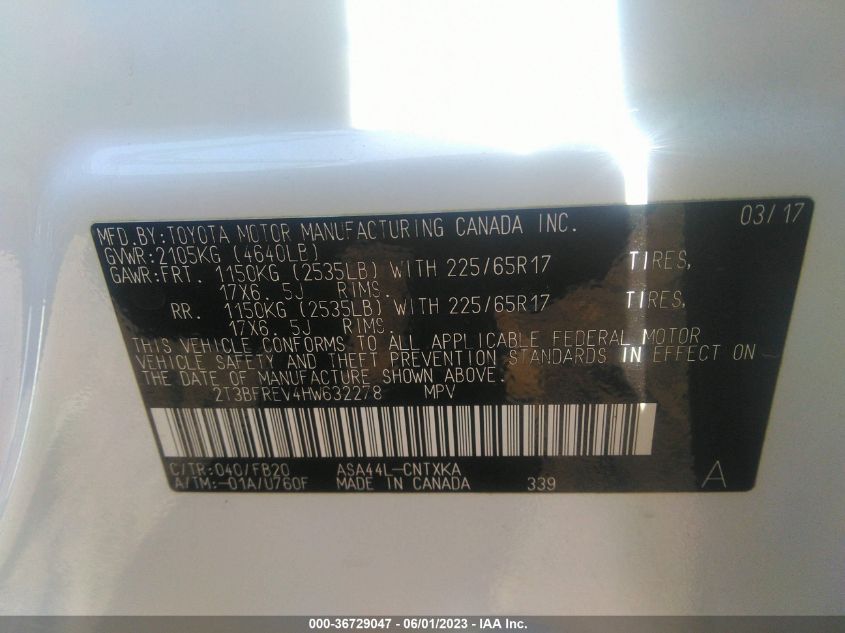 03/17
MFD.BY:TOYOTA MOTOR MANUFACTURING CANADA INC.
GVWR:2105KG (4640LB)
GAWR:FRT. 1150KG (2535LB) WITH 225/65R17 TIRES,
17X6. 5J RIMS.
RR. 1150KG (2535LB) WITH 225/65R17 TIRES,
17X6. 5J RIMS.
THIS VEHICLE CONFORMS TO ALL APPLICABLE FEDERAL MOTOR
VEHICLE SAFETY AND THEFT PREVENTION STANDARDS IN EFFECT ON
THE DATE OF MANUFACTURE SHOWN ABOVE.
2T3BFREV4HW632278 MPV
C/TR:040/FB20 ASA44L-CNTXKA
A/TM:-01A/U760F MADE IN CANADA 339 A
000-36729047 - 06/01/2023 - IAA Inc.